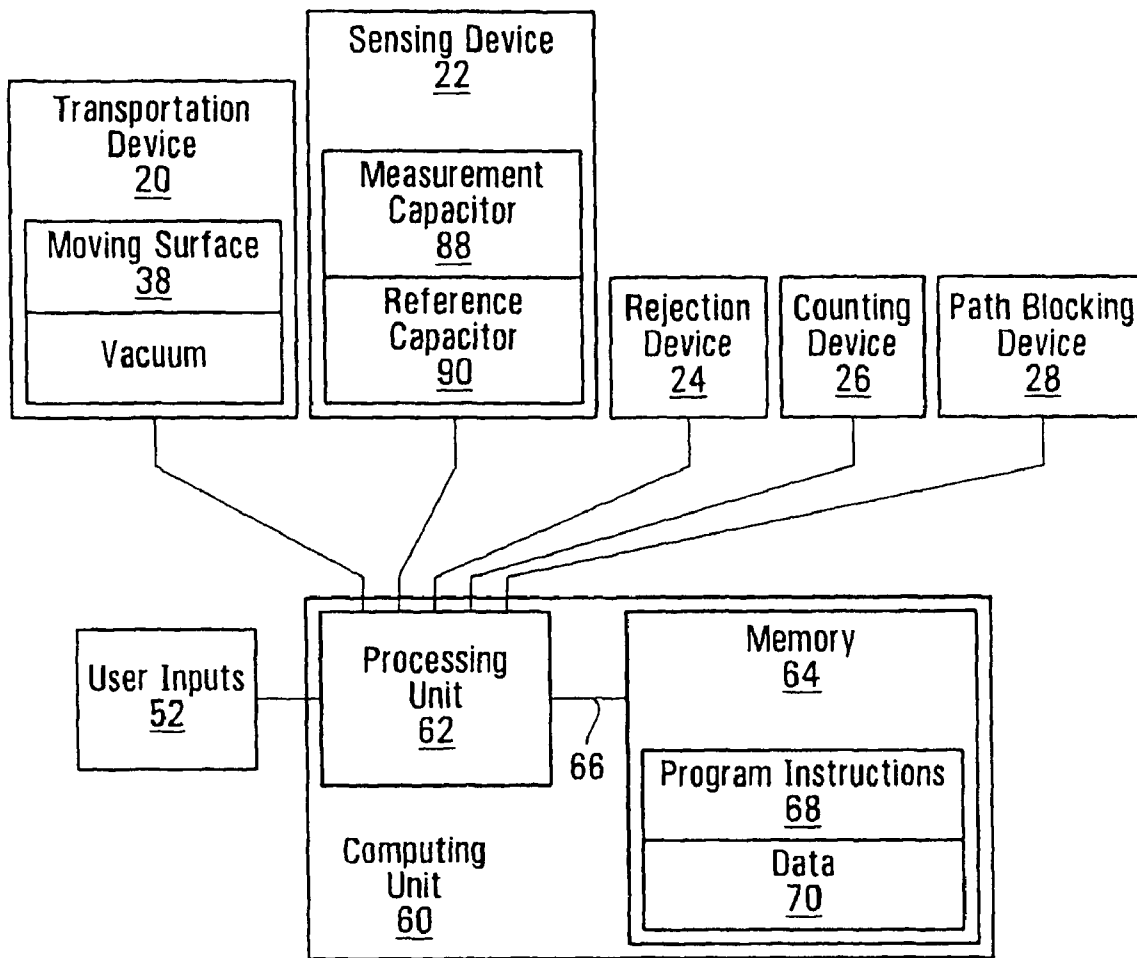 Transportation
Device
20
Moving Surface
38
Vacuum
Sensing Device
22
Measurement
Capacitor
88
Reference
Capacitor
90
Rejection
Device
24
Counting
Device
26
Path Blocking
Device
28
User Inputs
52
Processing
Unit
62
66
Memory
64
Program Instructions
68
Data
70
Computing
Unit
60